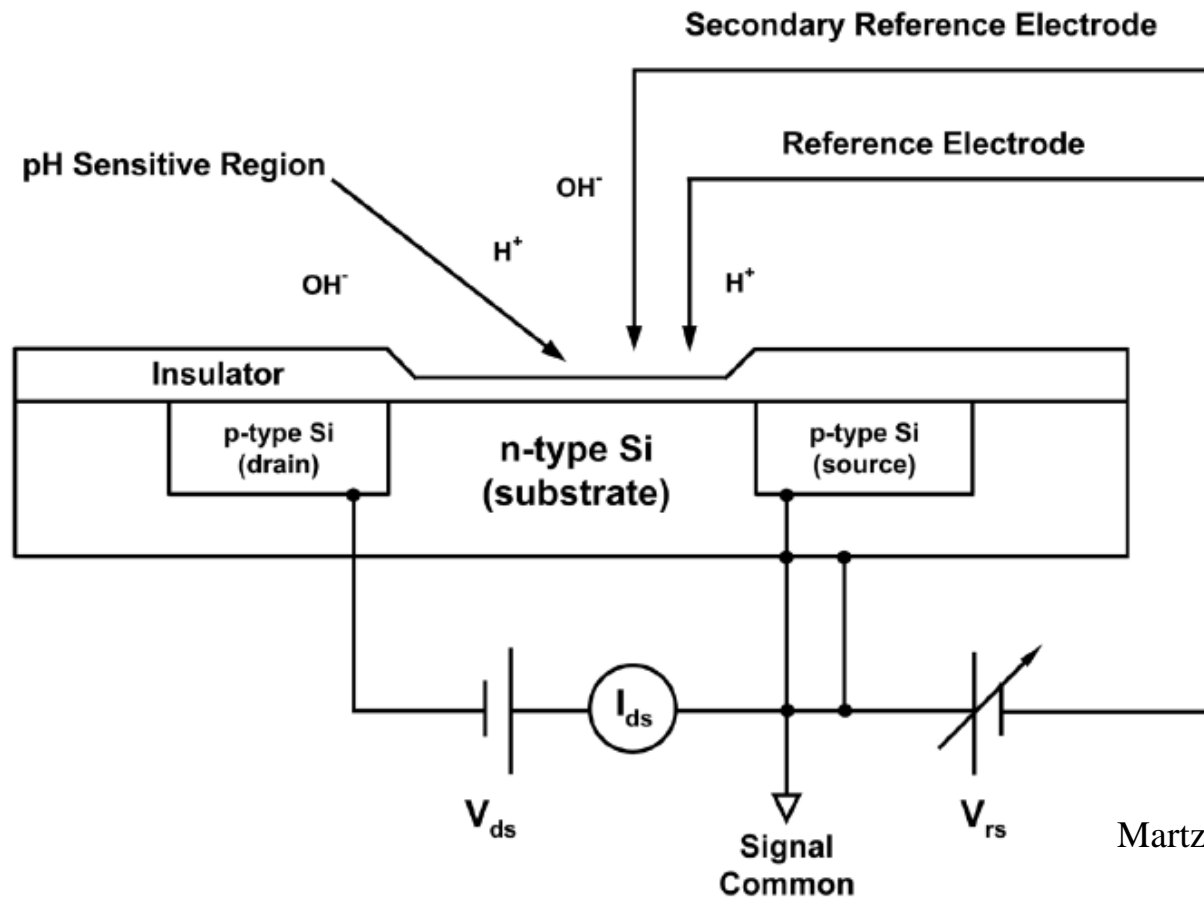 Secondary Reference Electrode
Reference Electrode
pH Sensitive Region
OH⁻
H⁺
OH⁻
H⁺
Insulator
p-type Si
(drain)
n-type Si
(substrate)
p-type Si
(source)
I_ds
V_ds
V_rs
Signal
Common
Martz